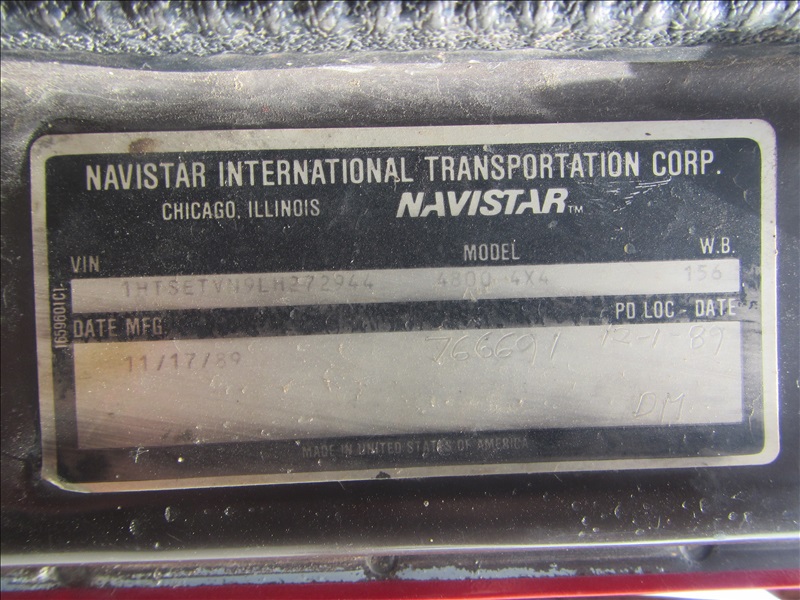 NAVISTAR INTERNATIONAL TRANSPORTATION CORP.
CHICAGO, ILLINOIS NAVISTAR™
VIN MODEL W.B.
1HTSETVN9LH272944 4800 4X4 156
DATE MFG. PD LOC - DATE
11/17/89 766691 12-1-89
DM
MADE IN UNITED STATES OF AMERICA
1659601C1